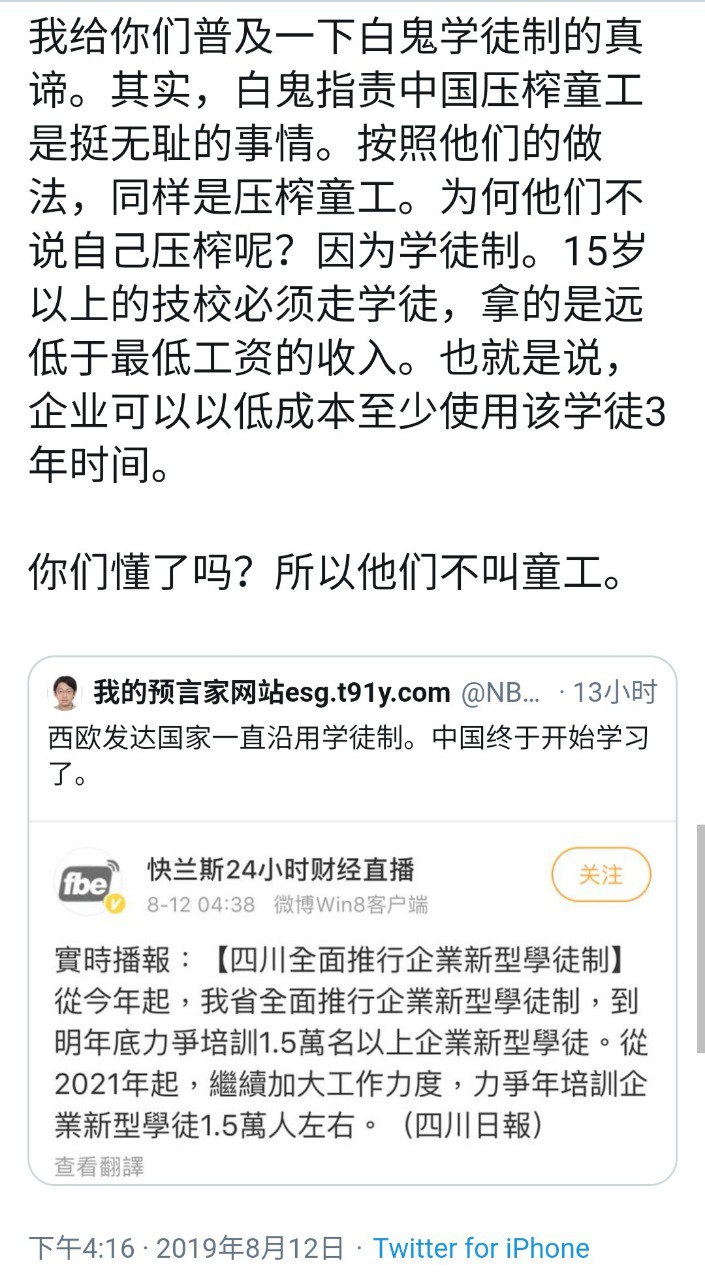 我给你们普及一下白鬼学徒制的真
谛。其实，白鬼指责中国压榨童工
是挺无耻的事情。按照他们的做
法，同样是压榨童工。为何他们不
说自己压榨呢？因为学徒制。15岁
以上的技校必须走学徒，拿的是远
低于最低工资的收入。也就是说，
企业可以以低成本至少使用该学徒3
年时间。
你们懂了吗？所以他们不叫童工。
我的预言家网站esg.t91y.com @NB... · 13小时
西欧发达国家一直沿用学徒制。中国终于开始学习
了。
fbe
快兰斯24小时财经直播
关注
8-12 04:38 微博Win8客户端
實時播報：【四川全面推行企業新型學徒制】
從今年起，我省全面推行企業新型學徒制，到
明年底力爭培訓1.5萬名以上企業新型學徒。從
2021年起，繼續加大工作力度，力爭年培訓企
業新型學徒1.5萬人左右。（四川日報）
查看翻譯
下午4:16 · 2019年8月12日 · Twitter for iPhone